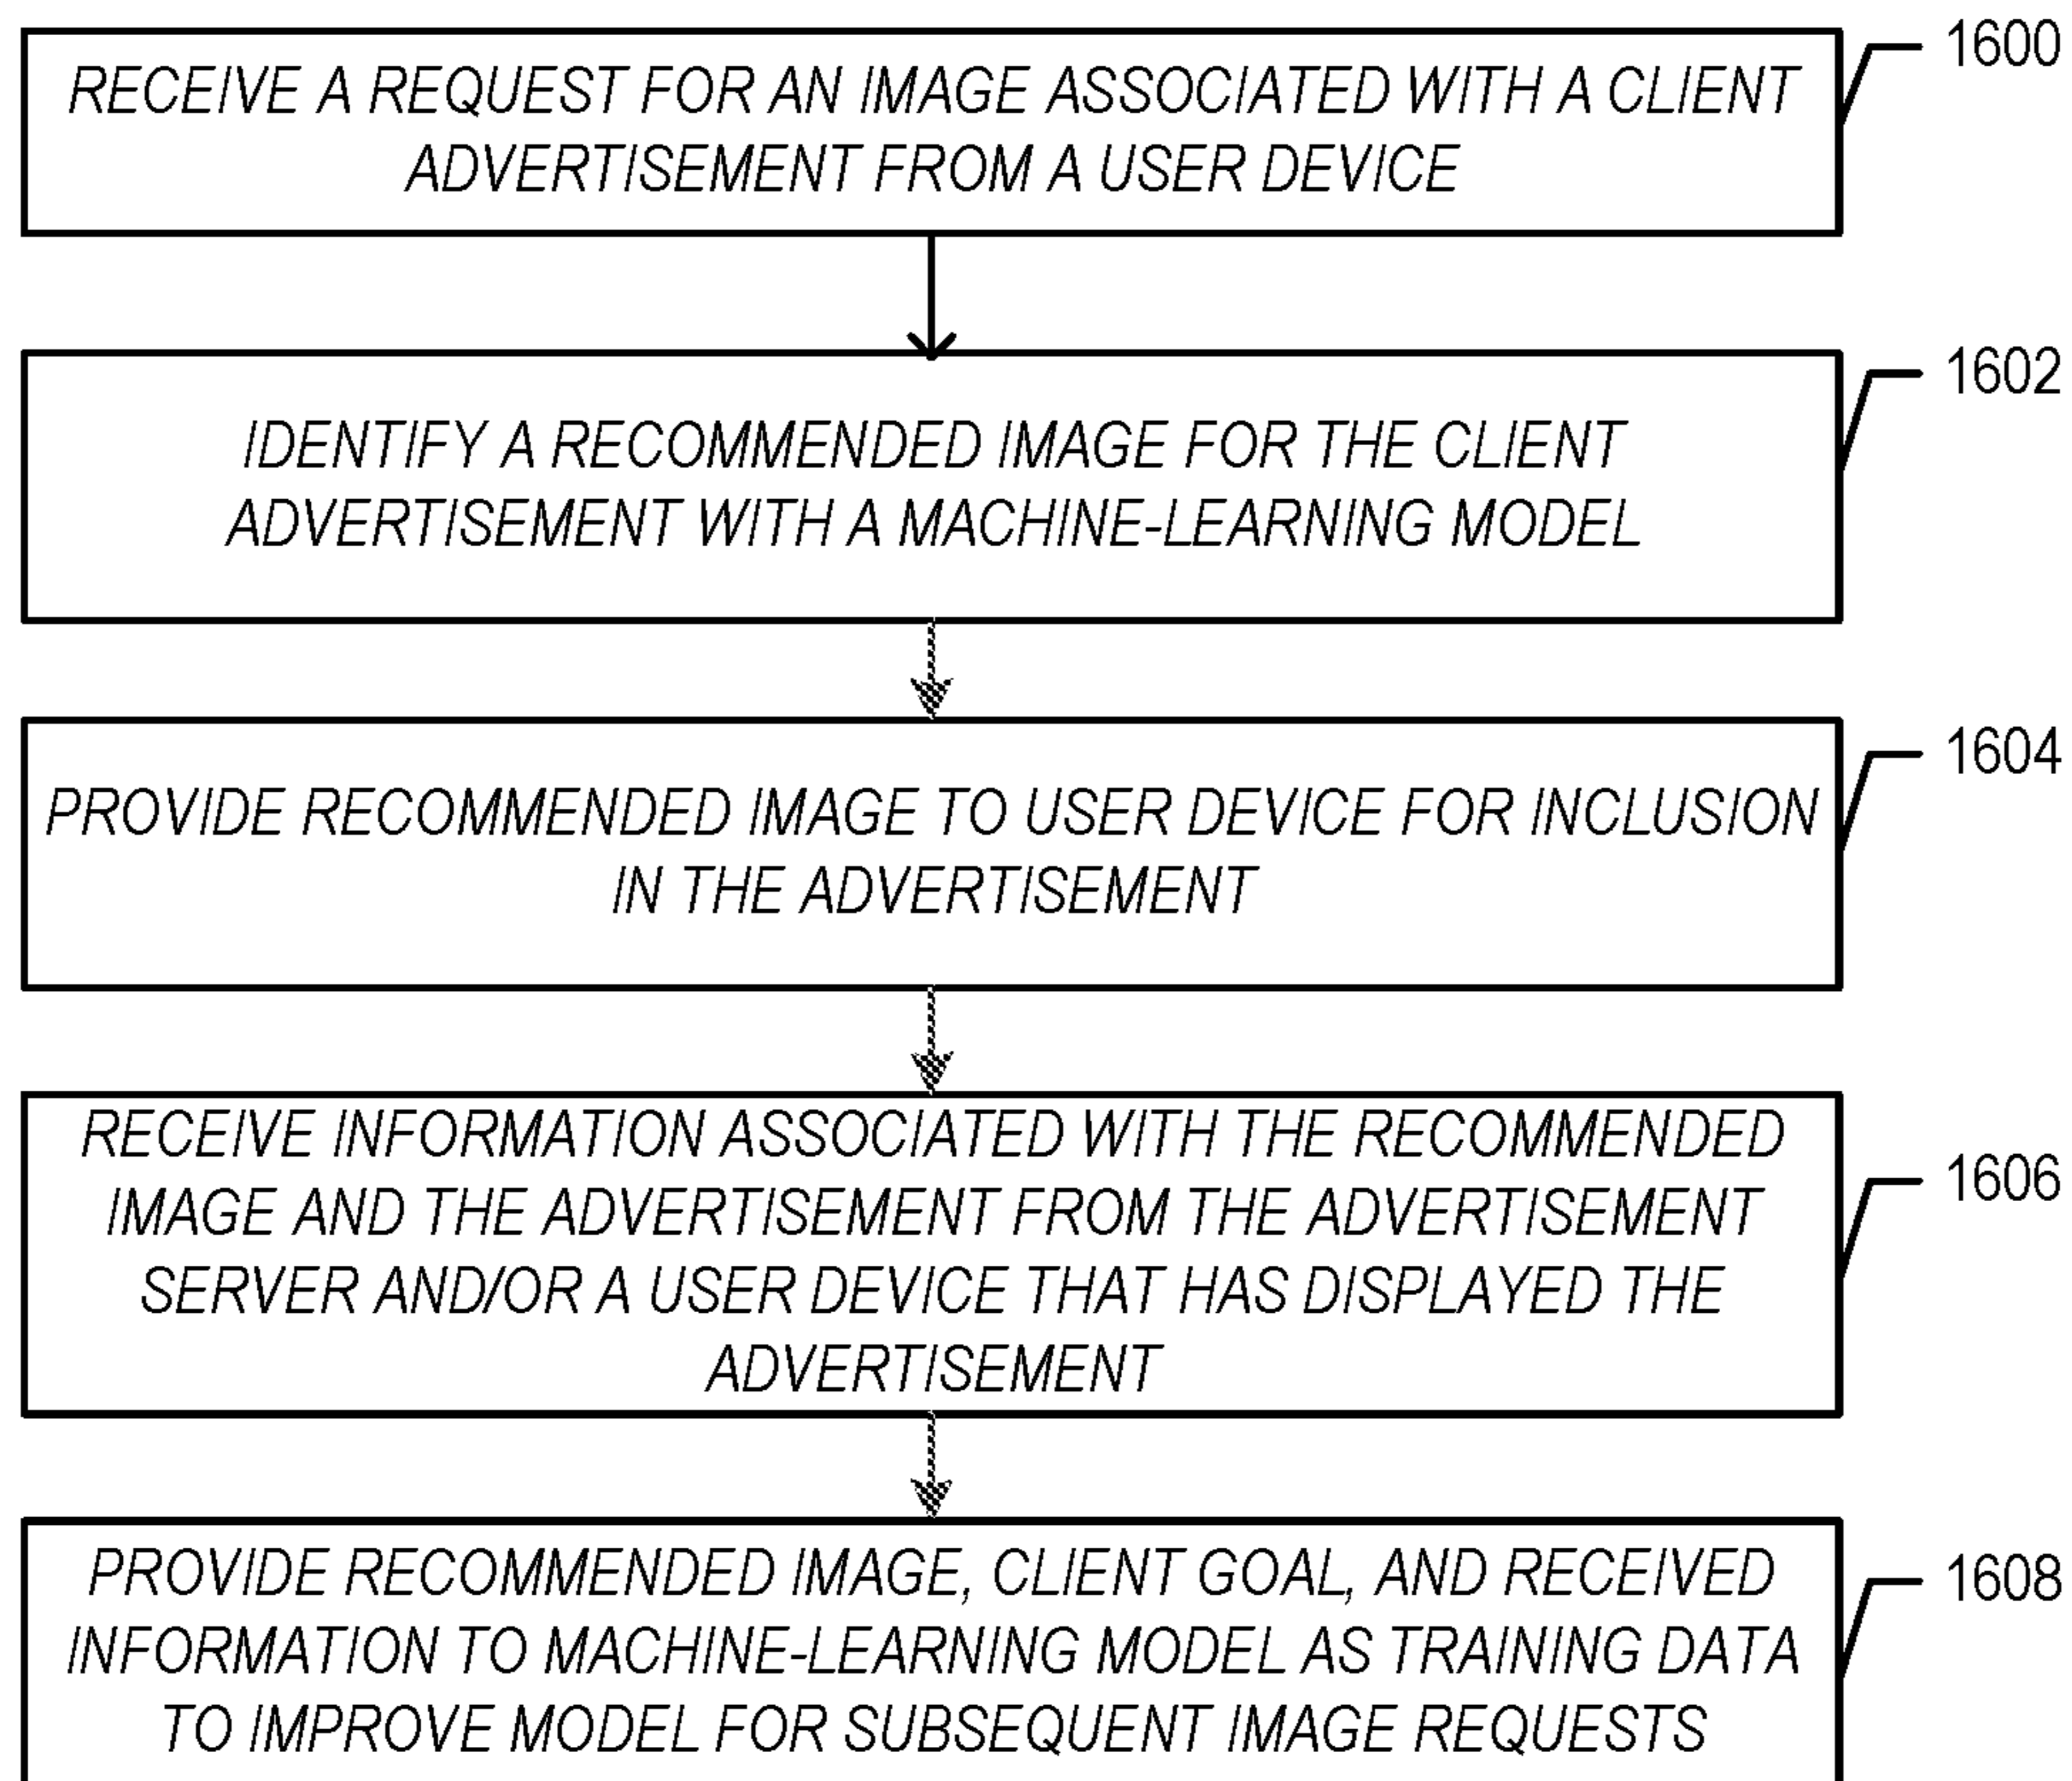 RECEIVE A REQUEST FOR AN IMAGE ASSOCIATED WITH A CLIENT
ADVERTISEMENT FROM A USER DEVICE
1600
IDENTIFY A RECOMMENDED IMAGE FOR THE CLIENT
ADVERTISEMENT WITH A MACHINE-LEARNING MODEL
1602
PROVIDE RECOMMENDED IMAGE TO USER DEVICE FOR INCLUSION
IN THE ADVERTISEMENT
1604
RECEIVE INFORMATION ASSOCIATED WITH THE RECOMMENDED
IMAGE AND THE ADVERTISEMENT FROM THE ADVERTISEMENT
SERVER AND/OR A USER DEVICE THAT HAS DISPLAYED THE
ADVERTISEMENT
1606
PROVIDE RECOMMENDED IMAGE, CLIENT GOAL, AND RECEIVED
INFORMATION TO MACHINE-LEARNING MODEL AS TRAINING DATA
TO IMPROVE MODEL FOR SUBSEQUENT IMAGE REQUESTS
1608